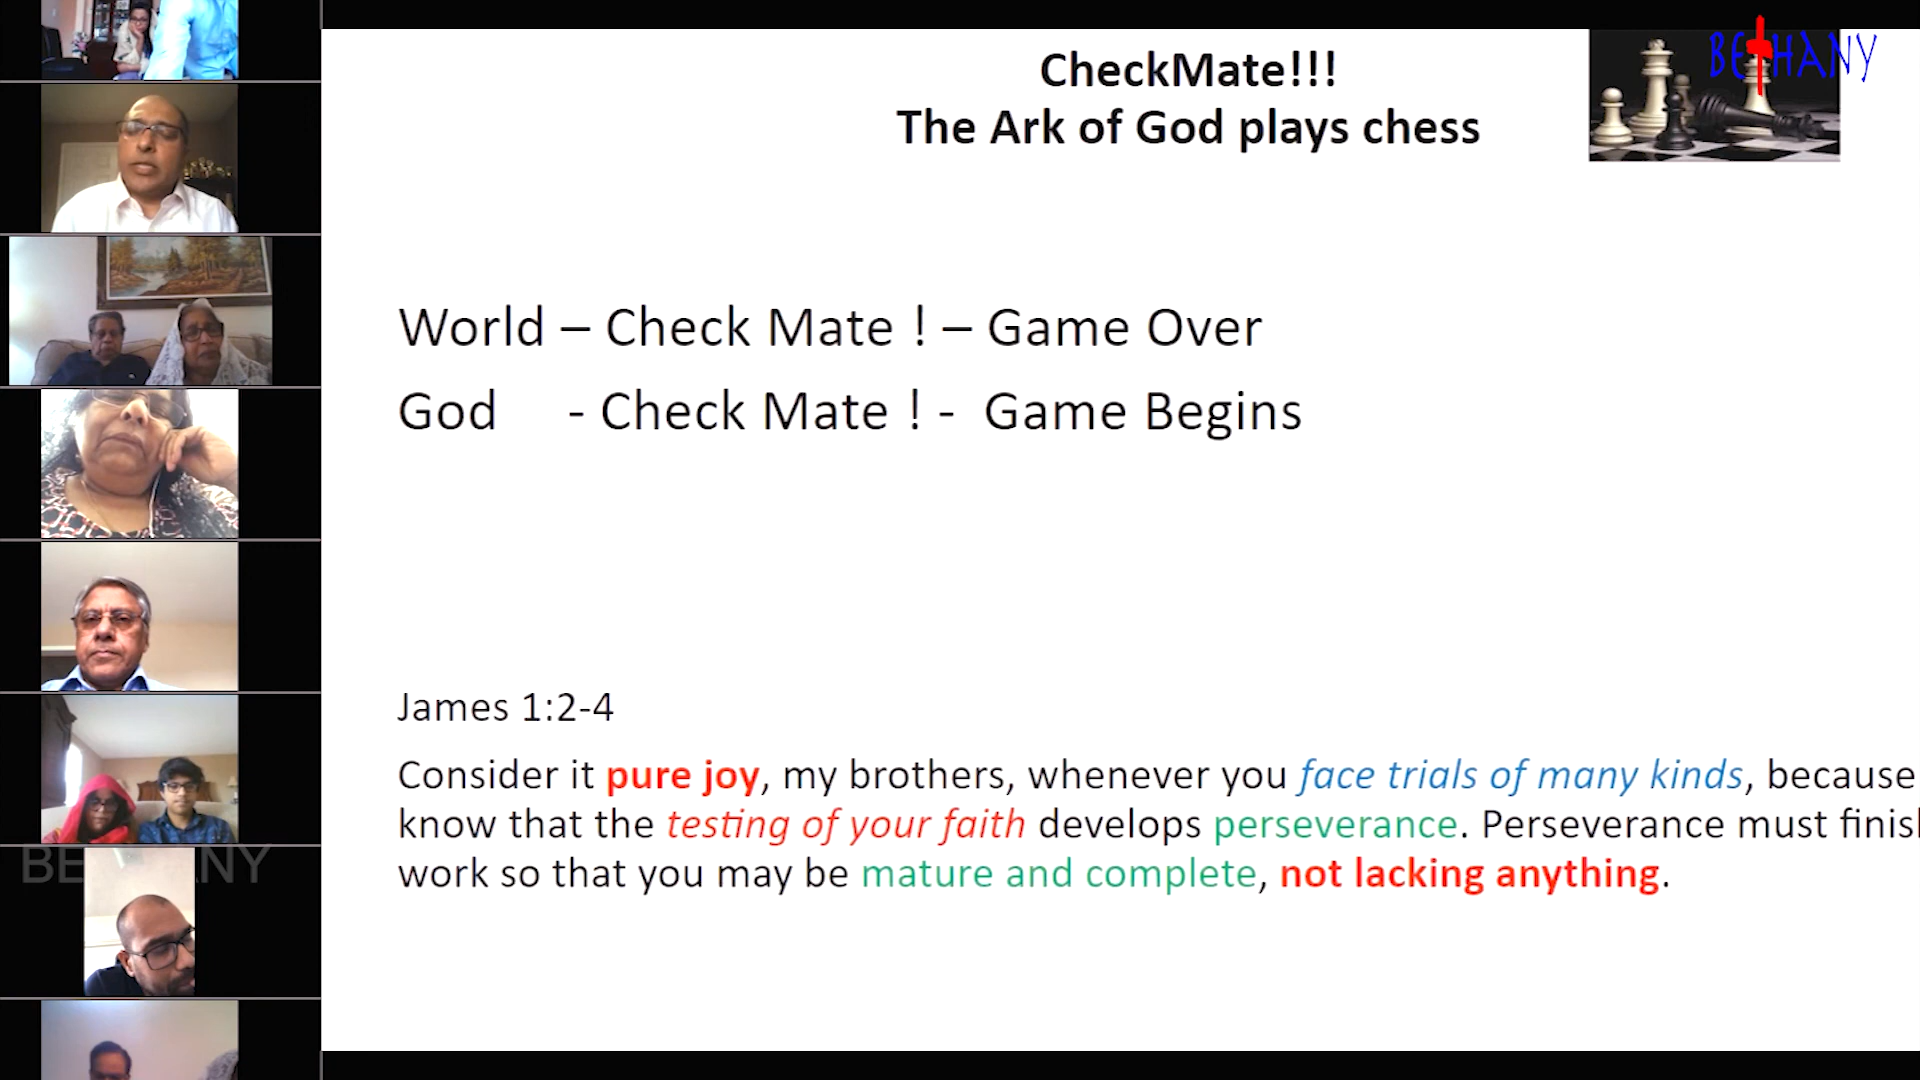 BETHANY
CheckMate!!!
The Ark of God plays chess
World – Check Mate ! – Game Over
God - Check Mate ! - Game Begins
James 1:2-4
Consider it pure joy, my brothers, whenever you face trials of many kinds, because
know that the testing of your faith develops perseverance. Perseverance must finis
work so that you may be mature and complete, not lacking anything.